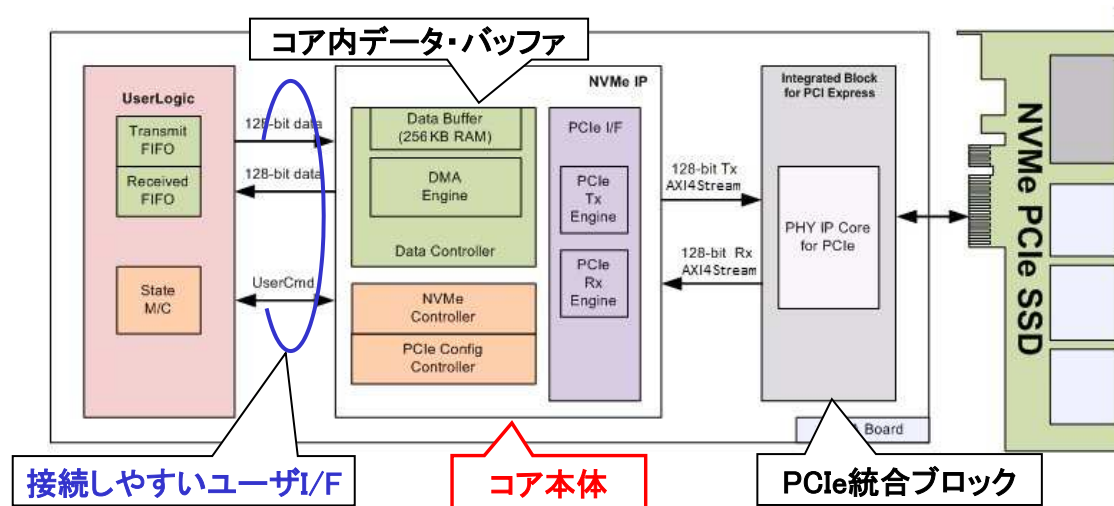 コア内データ・バッファ
UserLogic
Transmit
FIFO
Received
FIFO
State
M/C
128-bit data
128-bit data
UserCmd
NVMe IP
Data Buffer
(256KB RAM)
DMA
Engine
Data Controller
NVMe
Controller
PCIe Config
Controller
PCIe I/F
PCIe
Tx
Engine
PCIe
Rx
Engine
128-bit Tx
AXI4Stream
128-bit Rx
AXI4Stream
Integrated Block
for PCI Express
PHY IP Core
for PCIe
Board
NVMe PCIe SSD
接続しやすいユーザI/F
コア本体
PCIe統合ブロック